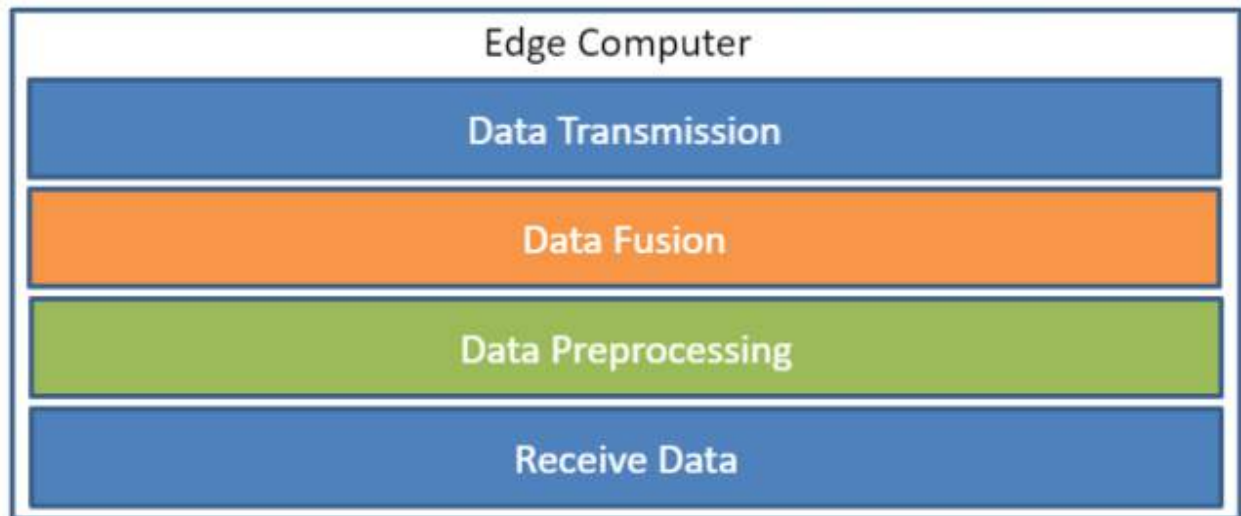 Edge Computer
Data Transmission
Data Fusion
Data Preprocessing
Receive Data